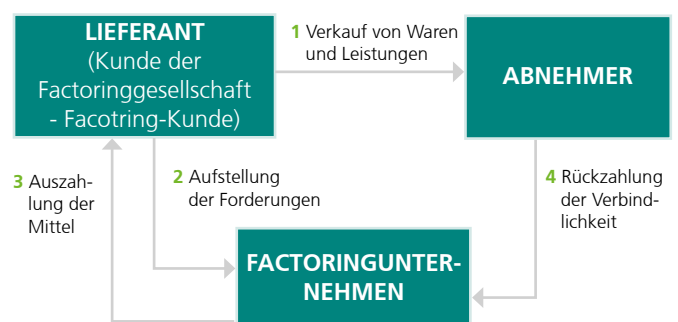 LIEFERANT
(Kunde der
Factoringgesellschaft
- Facotring-Kunde)
1 Verkauf von Waren
und Leistungen
ABNEHMER
3 Auszah-
lung der
Mittel
2 Aufstellung
der Forderungen
4 Rückzahlung
der Verbind-
lichkeit
FACTORINGUNTER-
NEHMEN